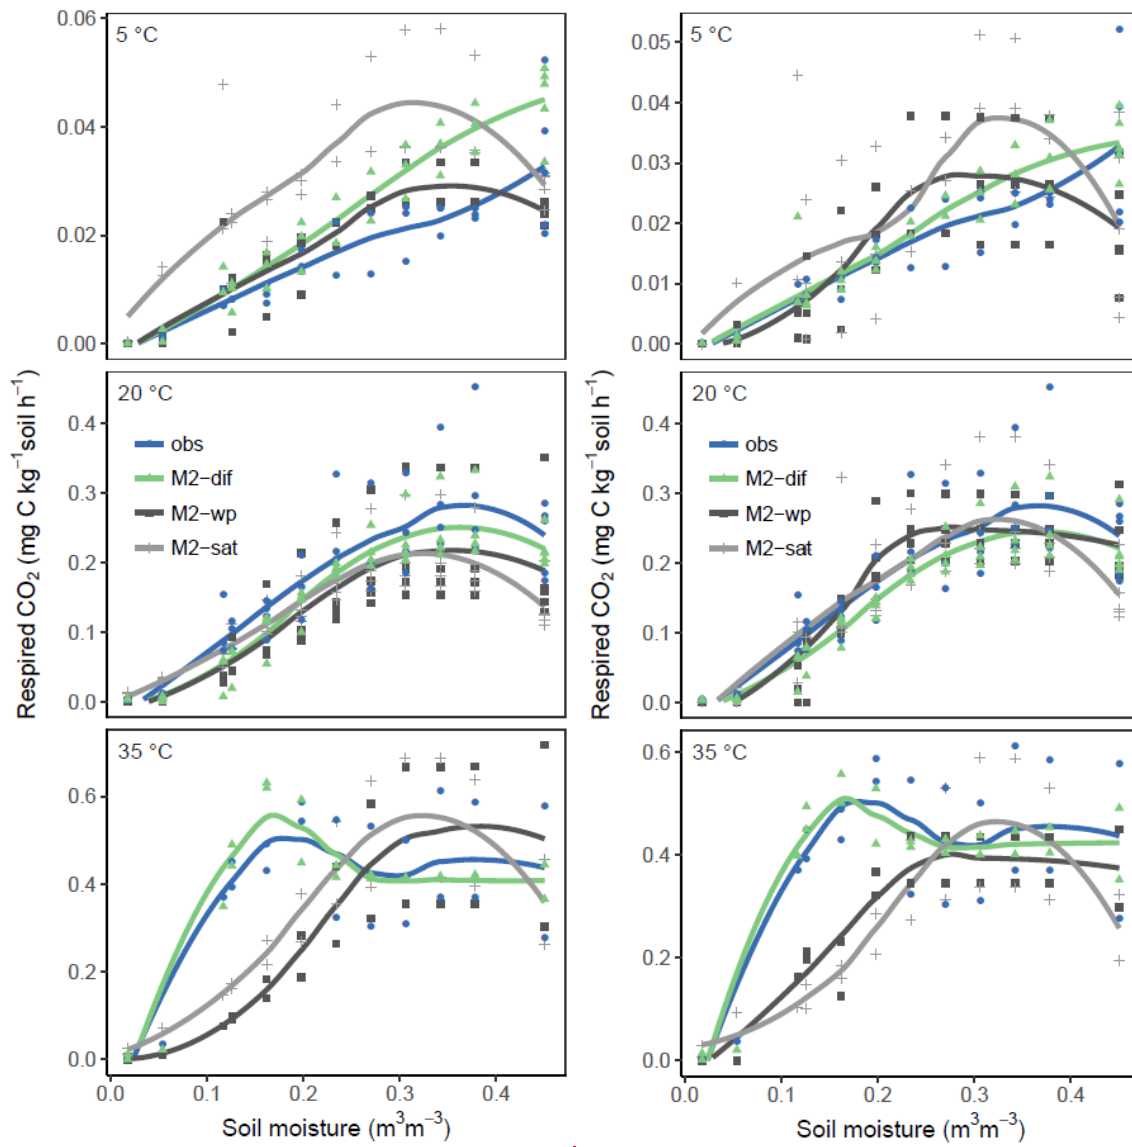 0.06
5 °C
0.04
0.02
0.00
0.05
5 °C
0.04
0.03
0.02
0.01
0.00
20 °C
0.4
0.3
0.2
0.1
0.0
obs
M2−dif
M2−wp
M2−sat
20 °C
0.4
0.3
0.2
0.1
0.0
obs
M2−dif
M2−wp
M2−sat
Respired CO₂ (mg C kg⁻¹soil h⁻¹)
Respired CO₂ (mg C kg⁻¹soil h⁻¹)
35 °C
0.6
0.4
0.2
0.0
35 °C
0.6
0.4
0.2
0.0
0.0 0.1 0.2 0.3 0.4
0.0 0.1 0.2 0.3 0.4
Soil moisture (m³m⁻³)
Soil moisture (m³m⁻³)